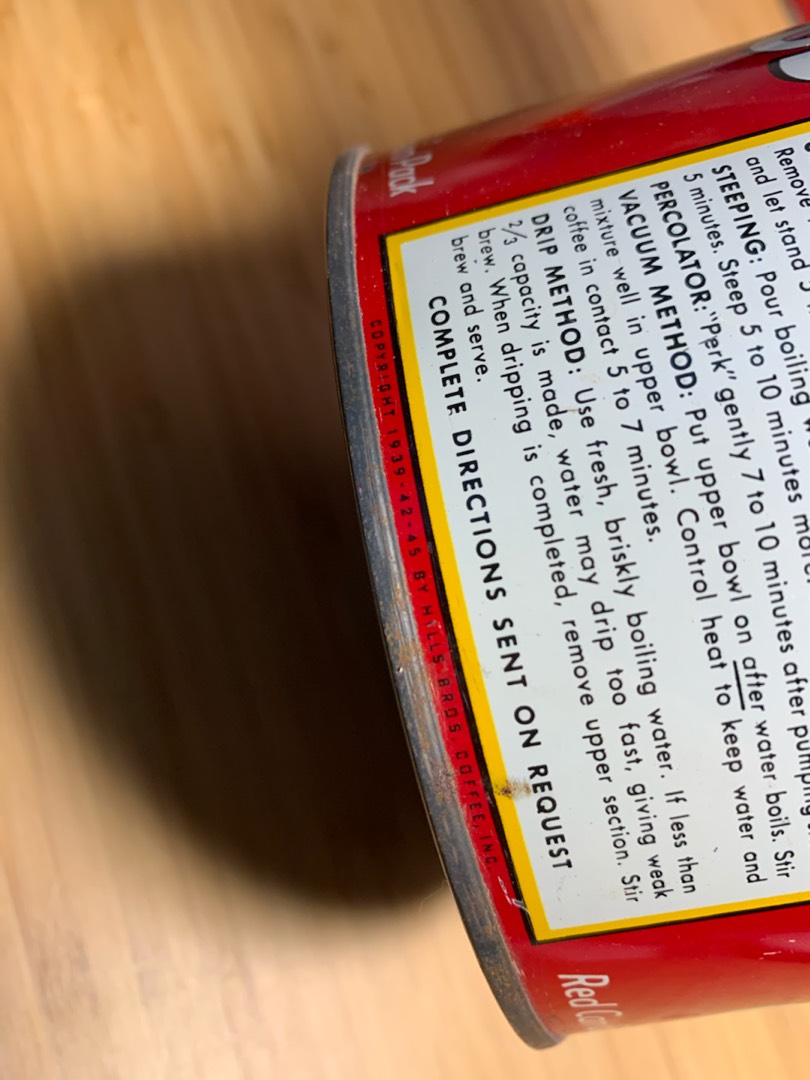 Remove
and let stand 5
STEEPING: Pour boiling
5 minutes. Steep 5 to 10 minutes more.
PERCOLATOR: "Perk" gently 7 to 10 minutes after pumping
VACUUM METHOD: Put upper bowl on after water boils. Stir
mixture well in upper bowl. Control heat to keep water and
coffee in contact 5 to 7 minutes.
DRIP METHOD: Use fresh, briskly boiling water. If less than
2/3 capacity is made, water may drip too fast, giving weak
brew. When dripping is completed, remove upper section. Stir
brew and serve.
COMPLETE DIRECTIONS SENT ON REQUEST
COPYRIGHT 1939-42-45 BY HILLS BROS. COFFEE, INC.
Pack
Red